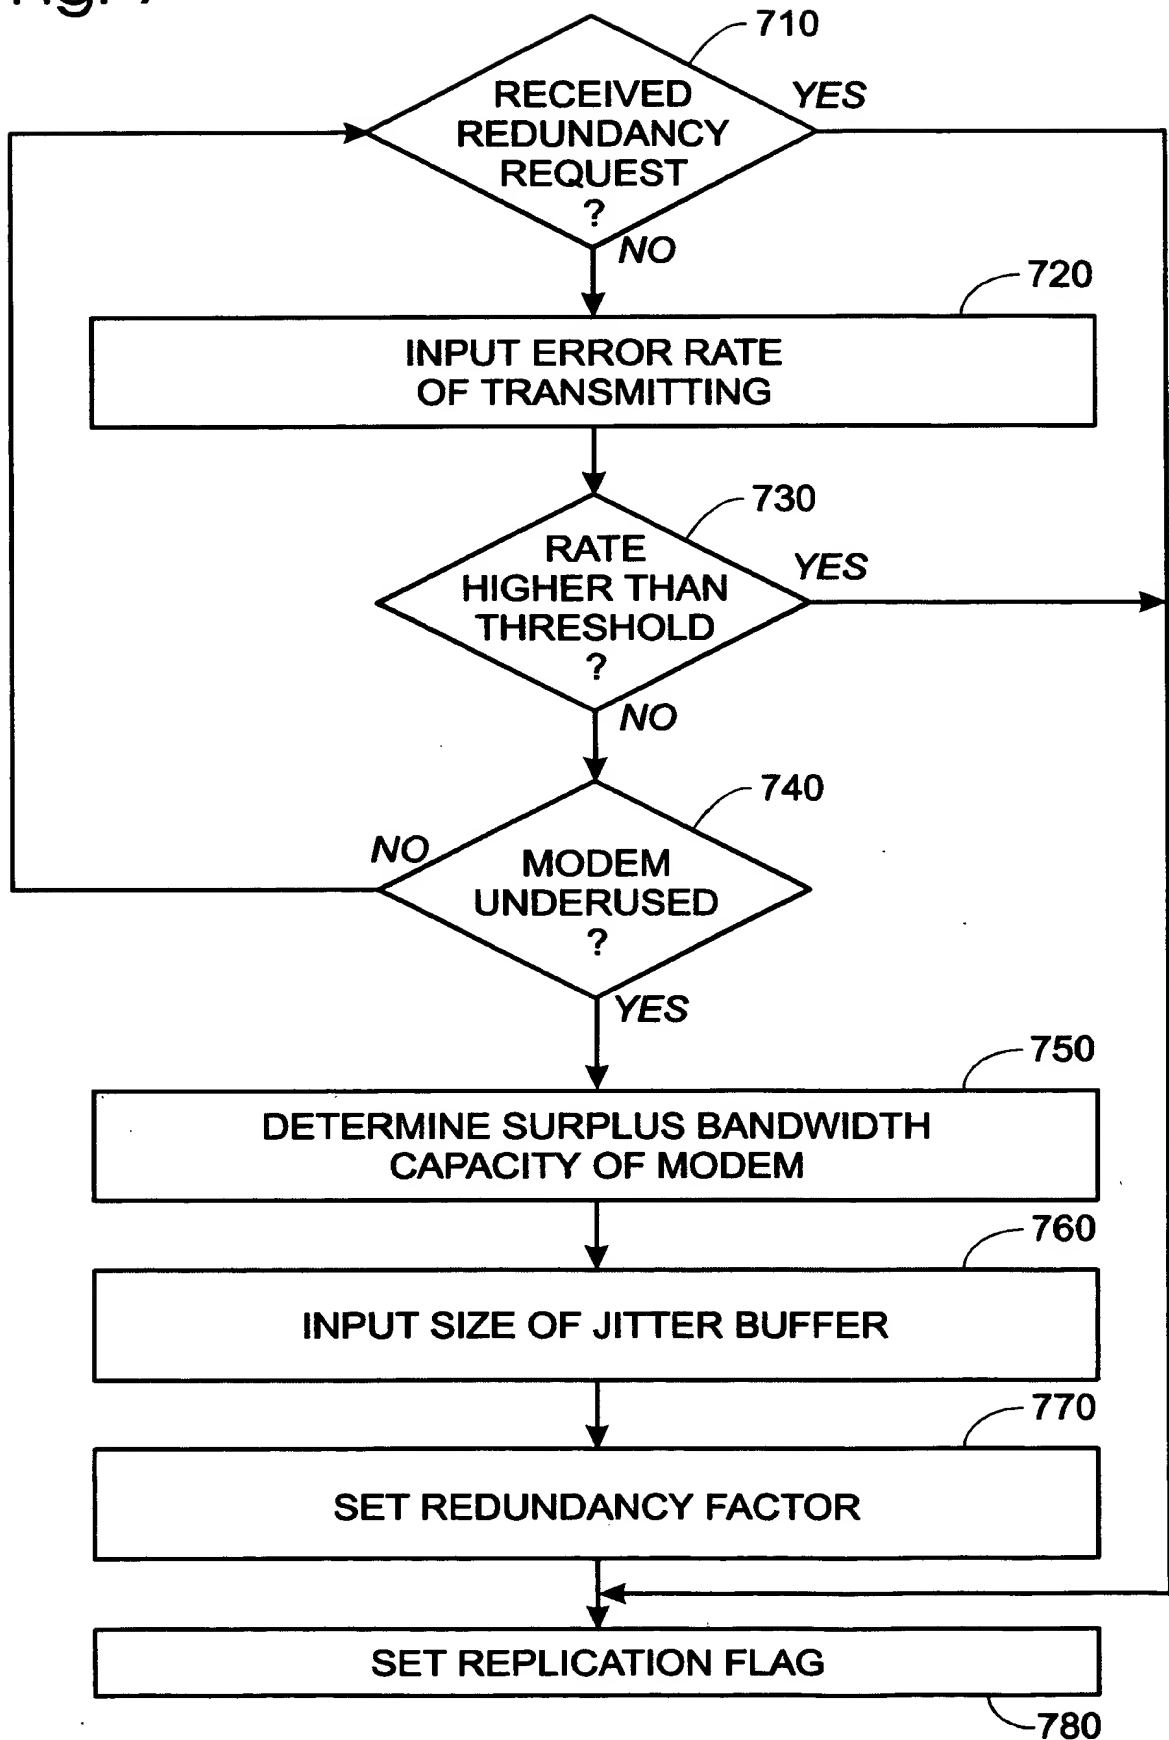 710
RECEIVED
REDUNDANCY
REQUEST
?
YES
NO
720
INPUT ERROR RATE
OF TRANSMITTING
730
RATE
HIGHER THAN
THRESHOLD
?
YES
NO
740
NO
MODEM
UNDERUSED
?
YES
750
DETERMINE SURPLUS BANDWIDTH
CAPACITY OF MODEM
760
INPUT SIZE OF JITTER BUFFER
770
SET REDUNDANCY FACTOR
SET REPLICATION FLAG
780